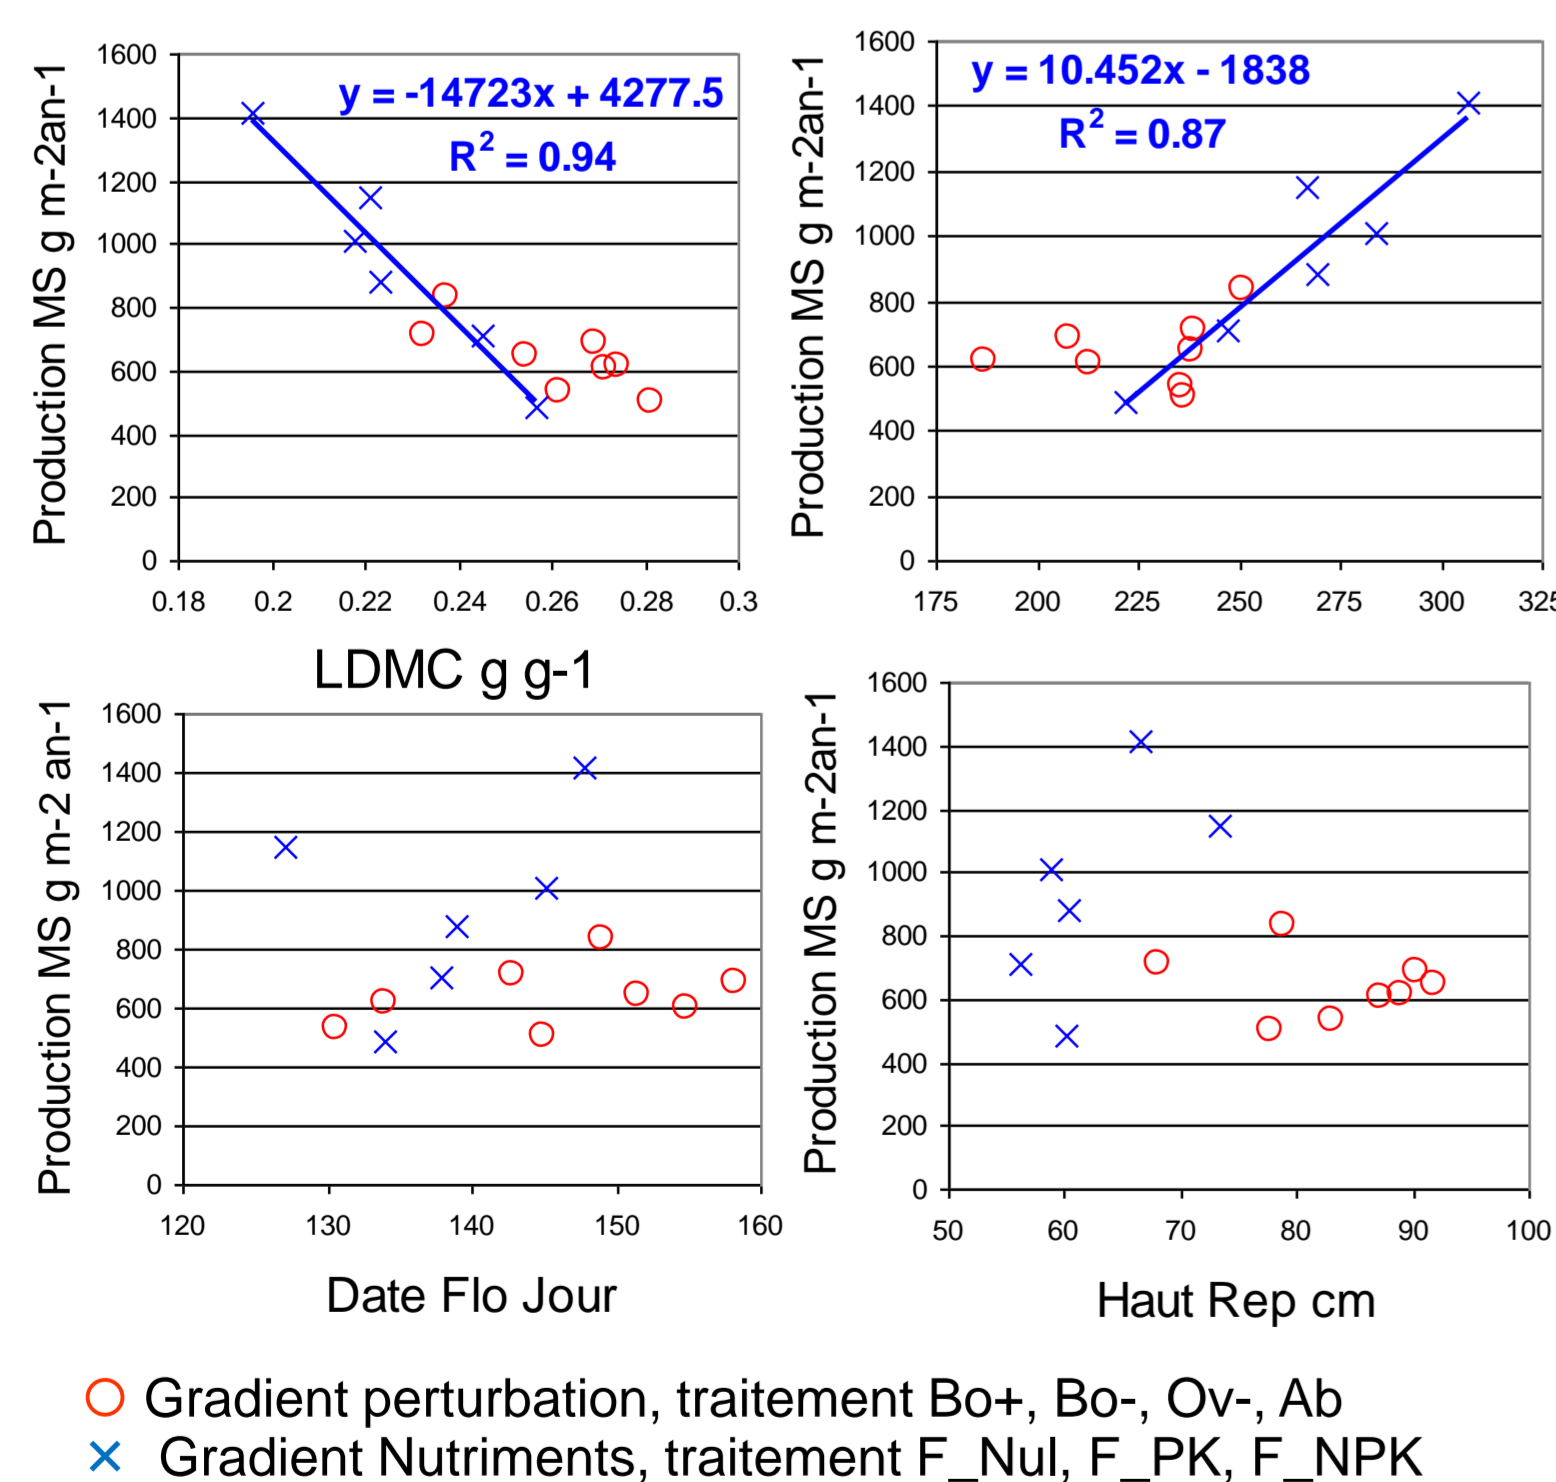 Production MS g m-2an-1
1600
1400
1200
1000
800
600
400
200
0
y = -14723x + 4277.5
R² = 0.94
0.18 0.2 0.22 0.24 0.26 0.28 0.3
LDMC g g-1
Production MS g m-2an-1
1600
1400
1200
1000
800
600
400
200
0
y = 10.452x - 1838
R² = 0.87
175 200 225 250 275 300
Production MS g m-2 an-1
1600
1400
1200
1000
800
600
400
200
0
120 130 140 150 160
Date Flo Jour
Production MS g m-2an-1
1600
1400
1200
1000
800
600
400
200
0
50 60 70 80 90 100
Haut Rep cm
Gradient perturbation, traitement Bo+, Bo-, Ov-, Ab
Gradient Nutriments, traitement F_Nul, F_PK, F_NPK